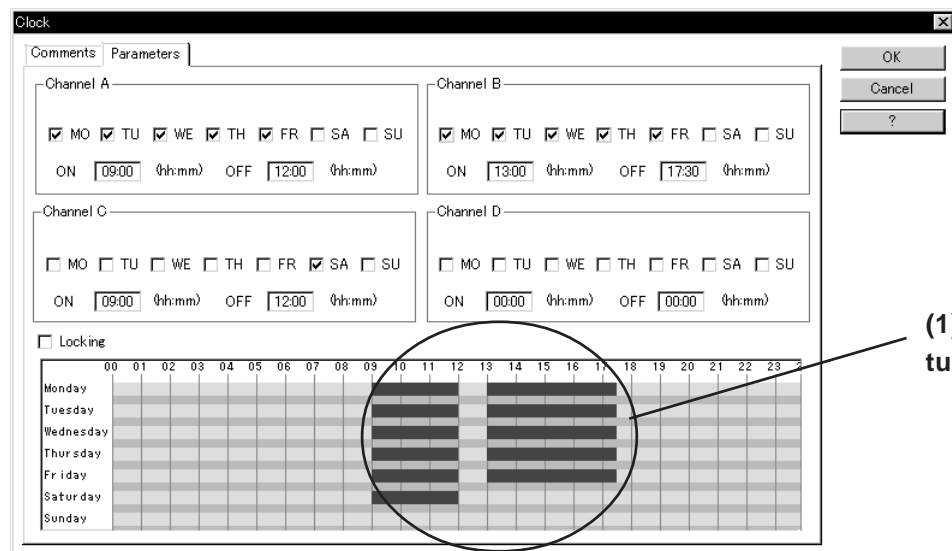 Clock
Comments Parameters
OK
Cancel
?
Channel A
MO TU WE TH FR SA SU
ON 09:00 (hh:mm) OFF 12:00 (hh:mm)
Channel B
MO TU WE TH FR SA SU
ON 13:00 (hh:mm) OFF 17:30 (hh:mm)
Channel C
MO TU WE TH FR SA SU
ON 09:00 (hh:mm) OFF 12:00 (hh:mm)
Channel D
MO TU WE TH FR SA SU
ON 00:00 (hh:mm) OFF 00:00 (hh:mm)
Locking
00 01 02 03 04 05 06 07 08 09 10 11 12 13 14 15 16 17 18 19 20 21 22 23
Monday
Tuesday
Wednesday
Thursday
Friday
Saturday
Sunday
(1)
tu